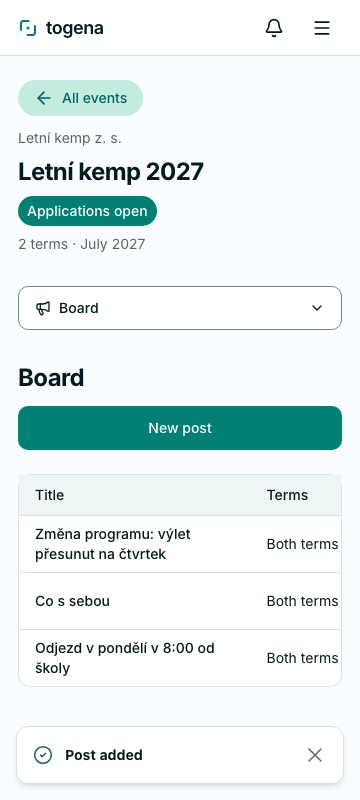 togena
All events
Letní kemp z. s.
Letní kemp 2027
Applications open
2 terms · July 2027
Board
Board
New post
Title Terms
Změna programu: výlet
přesunut na čtvrtek
Both terms
Co s sebou Both terms
Odjezd v pondělí v 8:00 od
školy
Both terms
Post added